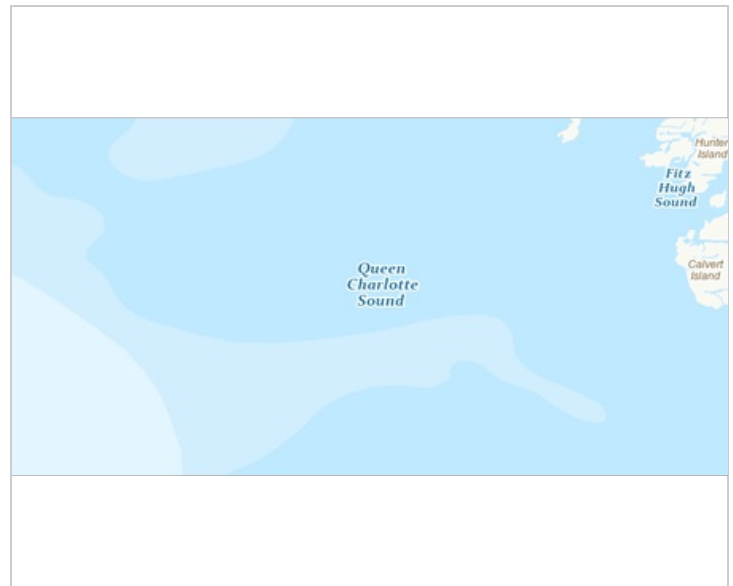 Hunter
Island
Fitz
Hugh
Sound
Queen
Charlotte
Sound
Calvert
Island